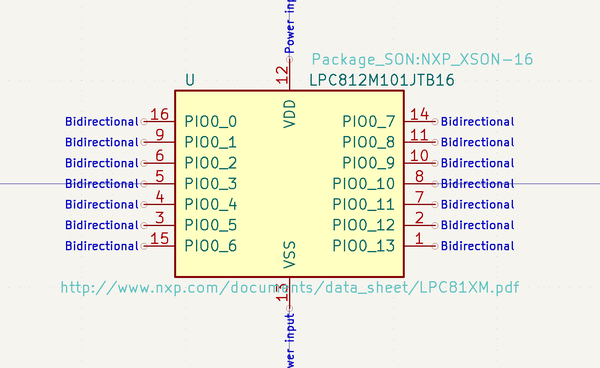 Power in
Package_SON:NXP_XSON-16
12
U
LPC812M101JTB16
VDD
Bidirectional 16 PIO0_0 PIO0_7 14 Bidirectional
Bidirectional 9 PIO0_1 PIO0_8 11 Bidirectional
Bidirectional 6 PIO0_2 PIO0_9 10 Bidirectional
Bidirectional 5 PIO0_3 PIO0_10 8 Bidirectional
Bidirectional 4 PIO0_4 PIO0_11 7 Bidirectional
Bidirectional 3 PIO0_5 PIO0_12 2 Bidirectional
Bidirectional 15 PIO0_6 PIO0_13 1 Bidirectional
VSS
http://www.nxp.com/documents/data_sheet/LPC81XM.pdf
13
wer input